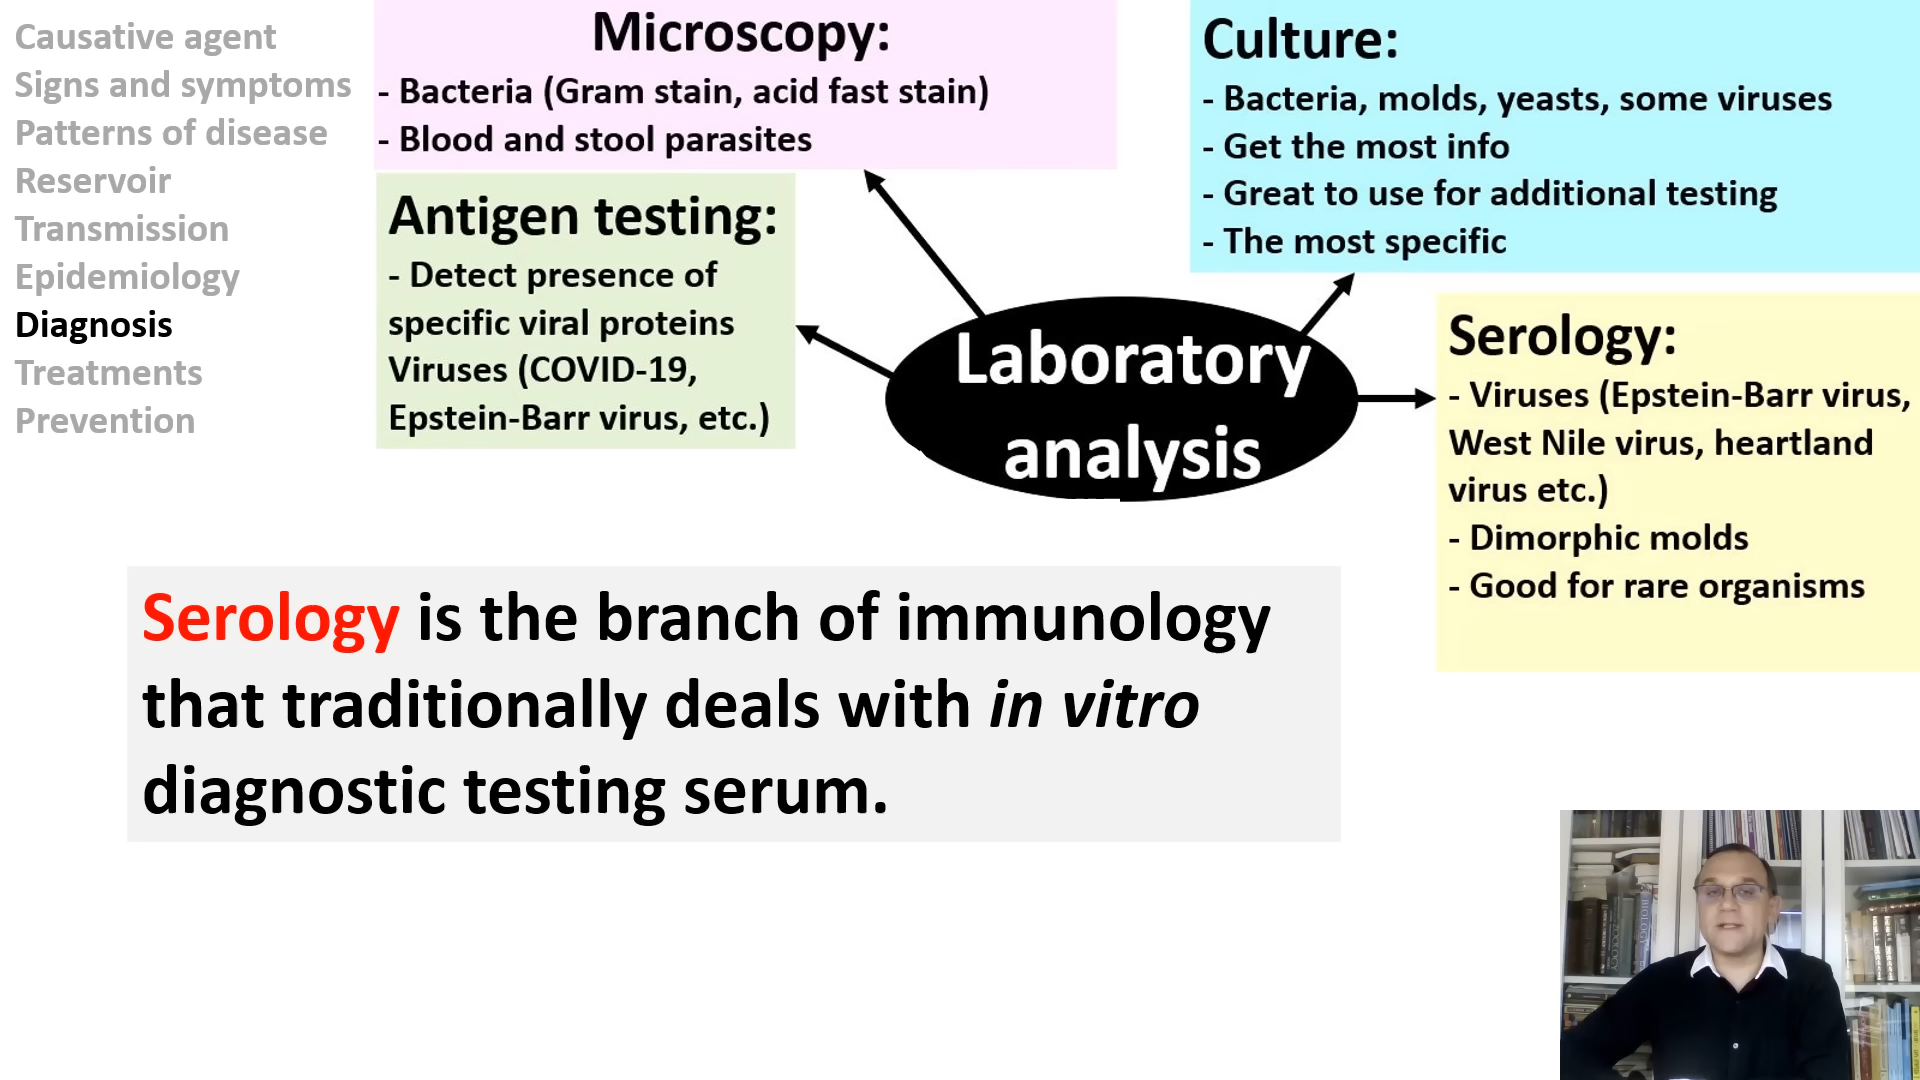 Causative agent
Signs and symptoms
Patterns of disease
Reservoir
Transmission
Epidemiology
Diagnosis
Treatments
Prevention
Microscopy:
- Bacteria (Gram stain, acid fast stain)
- Blood and stool parasites
Culture:
- Bacteria, molds, yeasts, some viruses
- Get the most info
- Great to use for additional testing
- The most specific
Antigen testing:
- Detect presence of
specific viral proteins
Viruses (COVID-19,
Epstein-Barr virus, etc.)
Laboratory
analysis
Serology:
- Viruses (Epstein-Barr virus,
West Nile virus, heartland
virus etc.)
- Dimorphic molds
- Good for rare organisms
Serology is the branch of immunology
that traditionally deals with in vitro
diagnostic testing serum.
ZOOLOGY
BIOLOGY